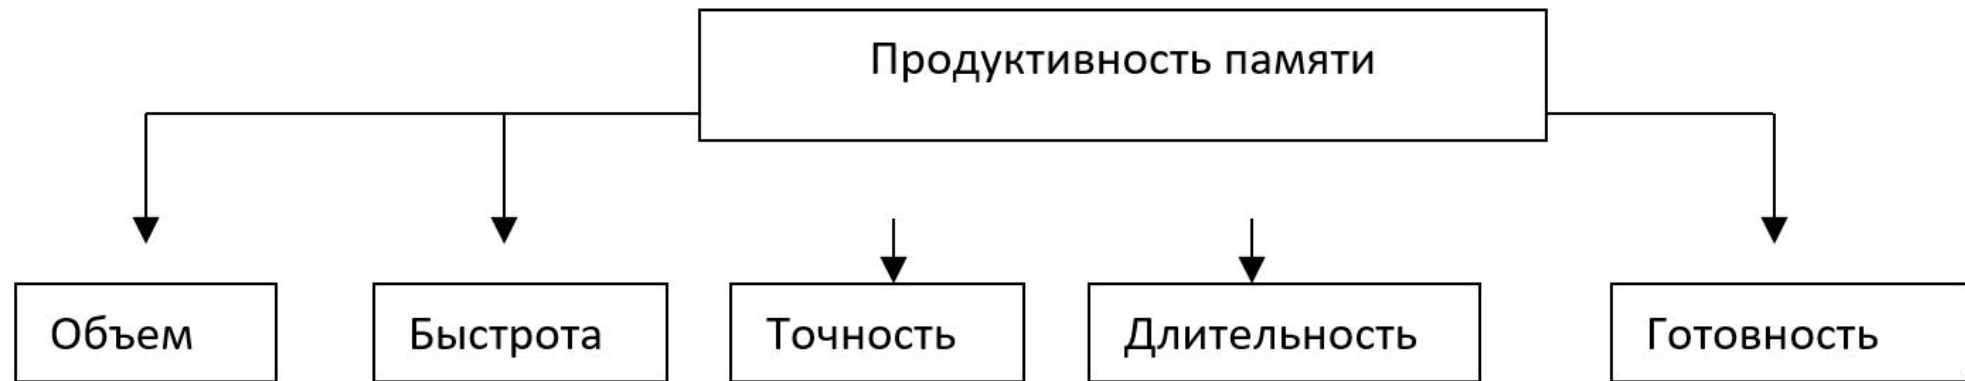 Продуктивность памяти
Объем
Быстрота
Точность
Длительность
Готовность